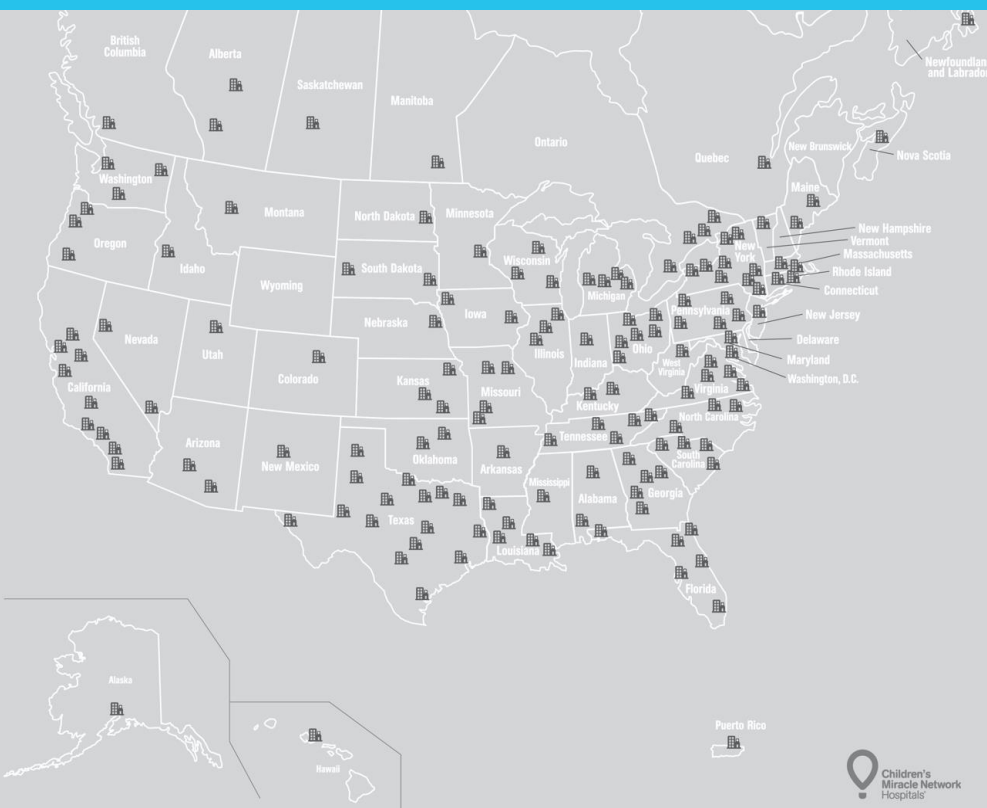 British
Columbia
Alberta
Saskatchewan
Manitoba
Ontario
Quebec
Newfoundland
and Labrador
New Brunswick
Nova Scotia
Washington
Montana
North Dakota
Minnesota
Maine
Oregon
Idaho
Wyoming
South Dakota
Wisconsin
Michigan
New
York
New Hampshire
Vermont
Massachusetts
Rhode Island
Connecticut
Nevada
Utah
Colorado
Nebraska
Iowa
Illinois
Indiana
Ohio
Pennsylvania
New Jersey
Delaware
Maryland
Washington, D.C.
California
Kansas
Missouri
West
Virginia
Virginia
Kentucky
North Carolina
Arizona
New Mexico
Oklahoma
Arkansas
Tennessee
South
Carolina
Texas
Louisiana
Mississippi
Alabama
Georgia
Florida
Alaska
Hawaii
Puerto Rico
Children's
Miracle Network
Hospitals